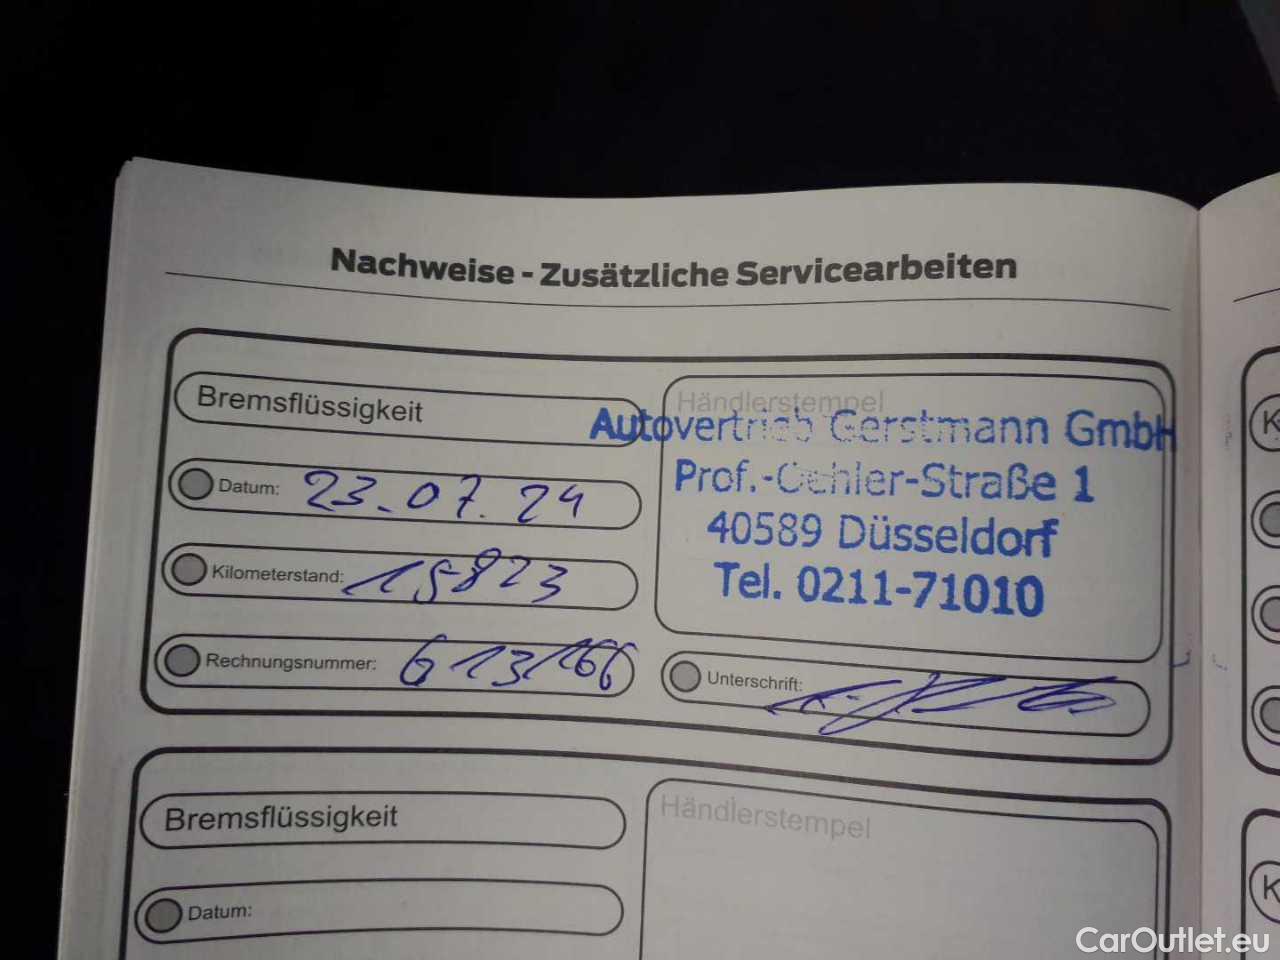 Nachweise - Zusätzliche Servicearbeiten
Bremsflüssigkeit
Händlerstempel
Autovertrieb Gerstmann GmbH
Prof.-Oehler-Straße 1
40589 Düsseldorf
Tel. 0211-71010
Datum: 23.07.24
Kilometerstand: 15823
Rechnungsnummer: 613166
Unterschrift:
Bremsflüssigkeit
Händlerstempel
Datum:
K
K
CarOutlet.eu